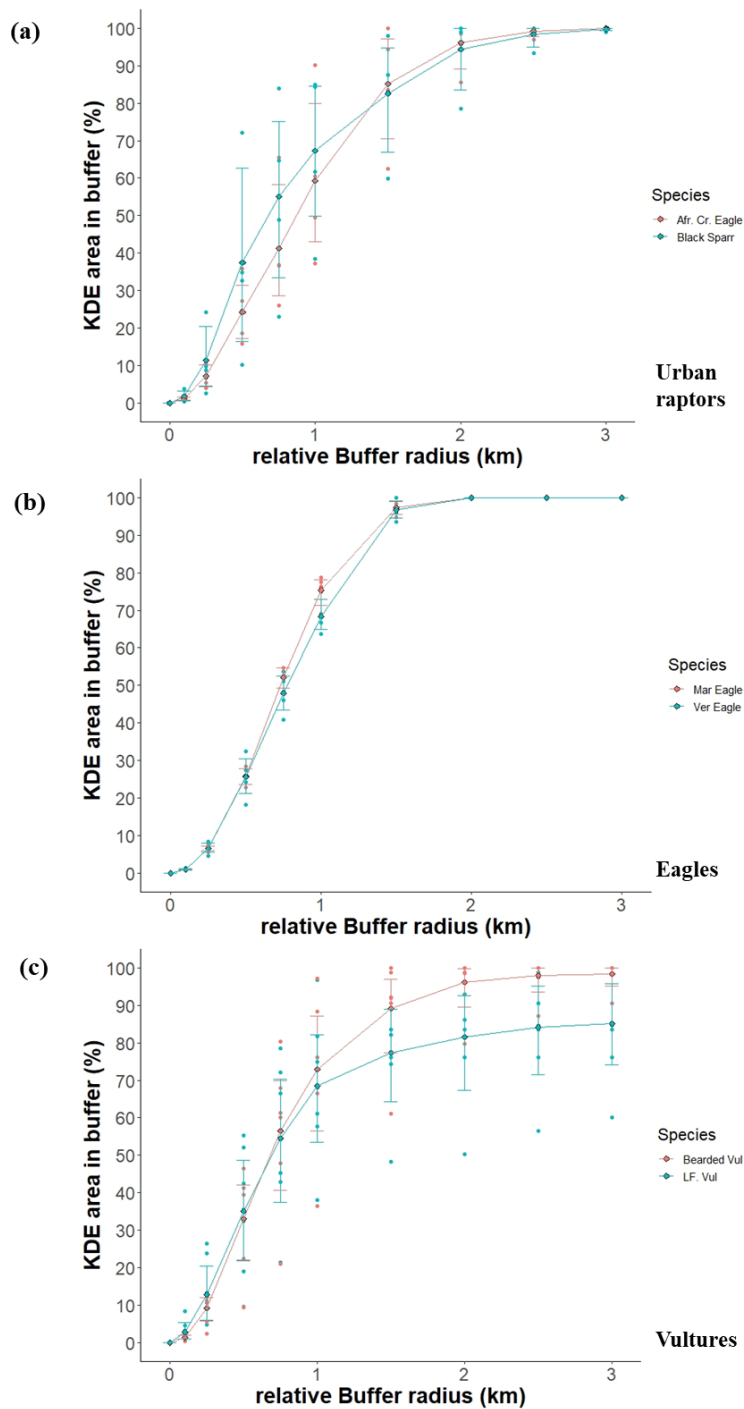 (a)
KDE area in buffer (%)
100
90
80
70
60
50
40
30
20
10
0
0 1 2 3
relative Buffer radius (km)
Species
Afr. Cr. Eagle
Black Sparr
Urban
raptors
(b)
KDE area in buffer (%)
100
90
80
70
60
50
40
30
20
10
0
0 1 2 3
relative Buffer radius (km)
Species
Mar Eagle
Ver Eagle
Eagles
(c)
KDE area in buffer (%)
100
90
80
70
60
50
40
30
20
10
0
0 1 2 3
relative Buffer radius (km)
Species
Bearded Vul
LF. Vul
Vultures